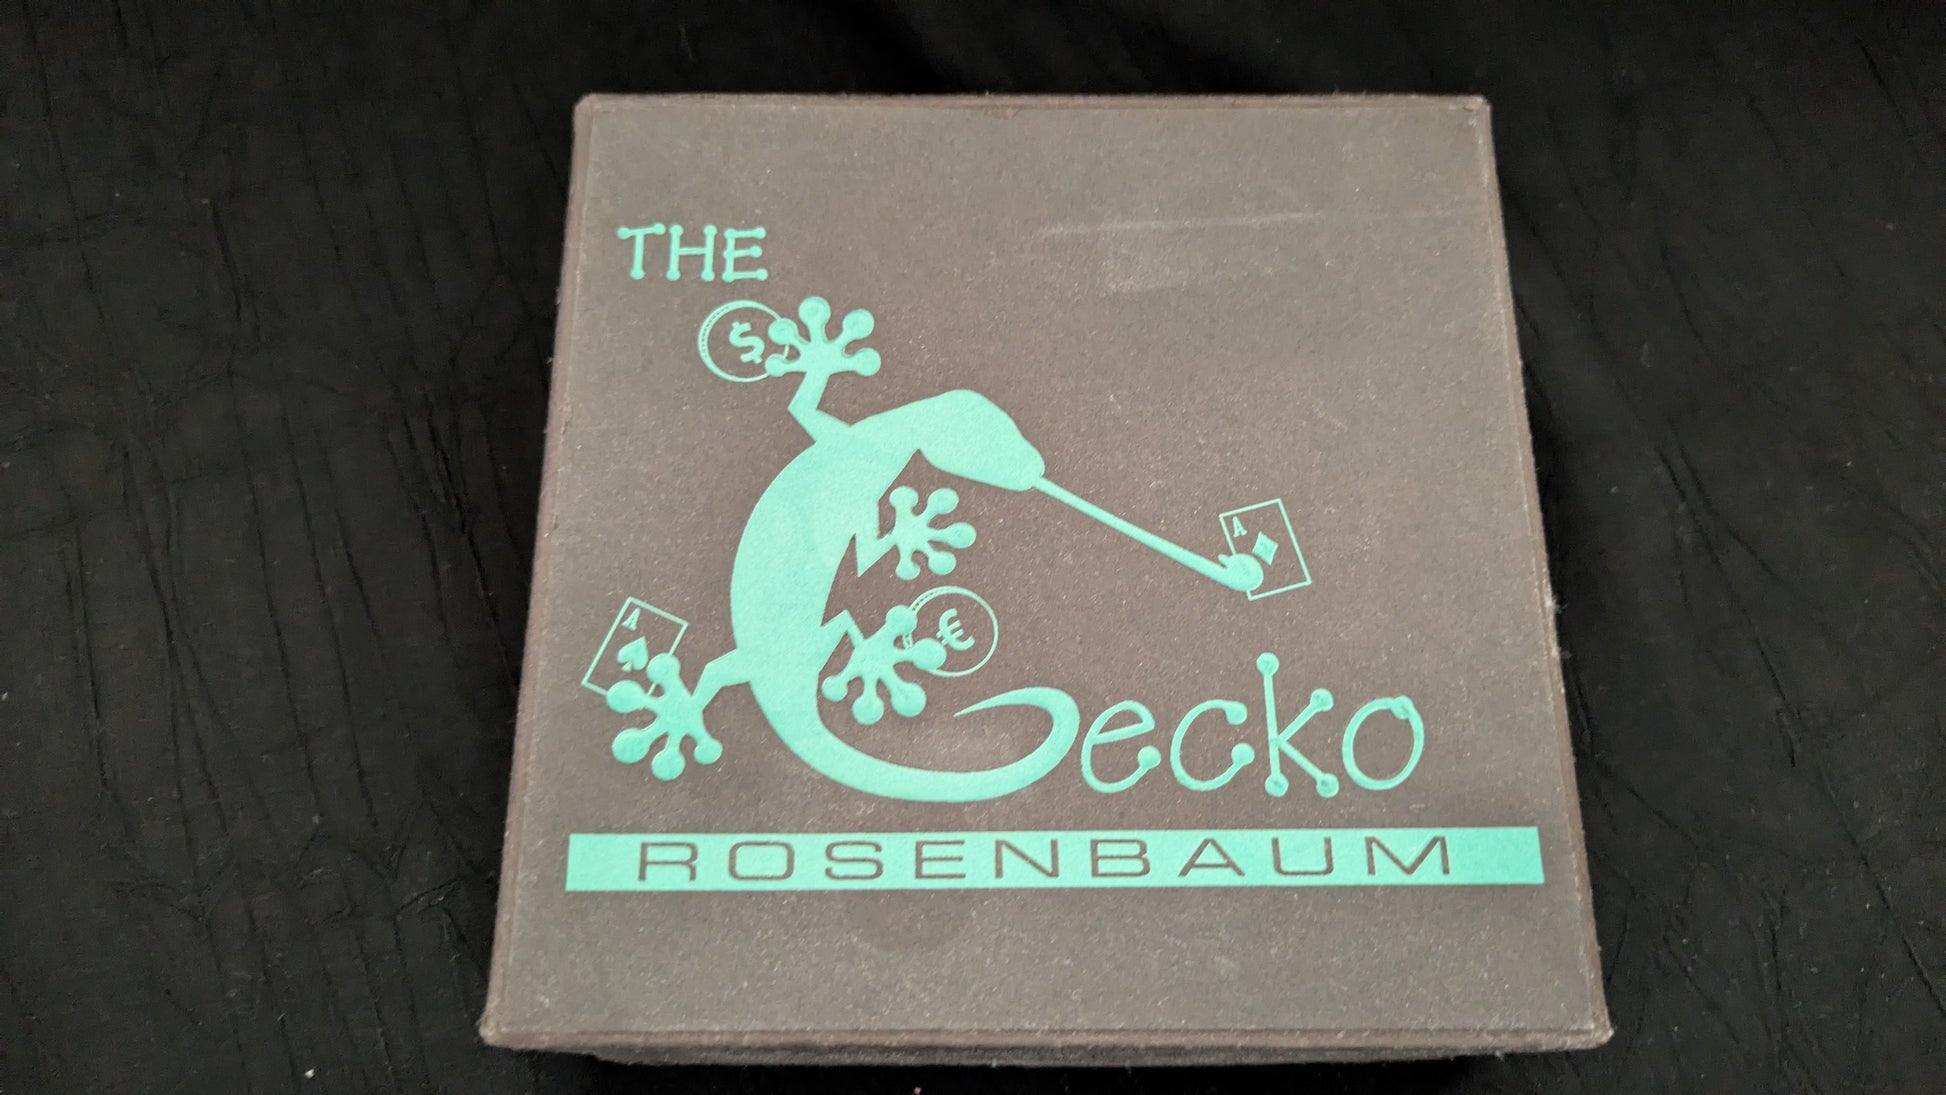 THE
$
A
A
€
Gecko
ROSENBAUM